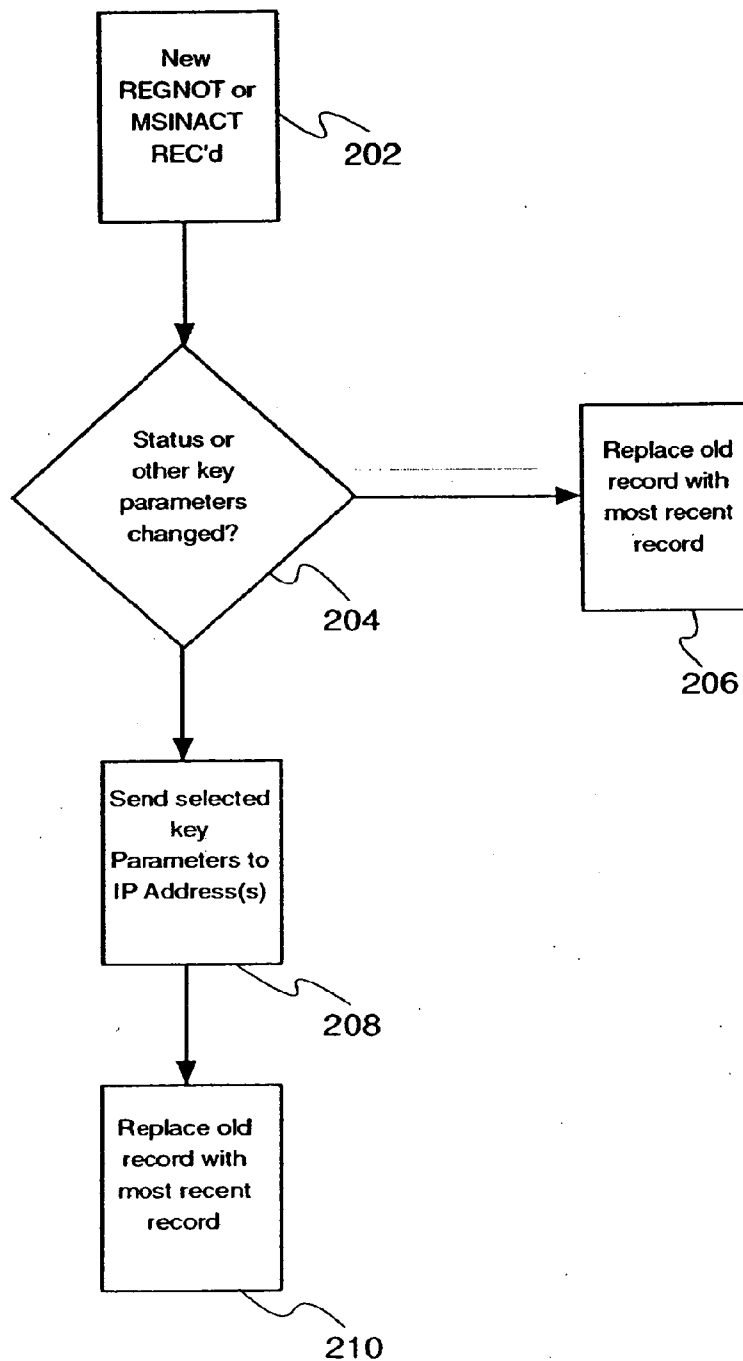 New
REGNOT or
MSINACT
REC'd
202
Status or
other key
parameters
changed?
204
Replace old
record with
most recent
record
206
Send selected
key
Parameters to
IP Address(s)
208
Replace old
record with
most recent
record
210